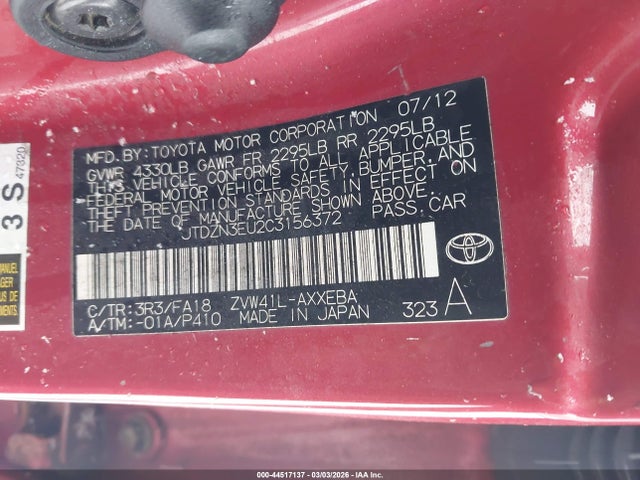 MFD. BY: TOYOTA MOTOR CORPORATION 07/12
GVWR 4330LB GAWR FR 2295LB RR 2295LB
THIS VEHICLE CONFORMS TO ALL APPLICABLE
FEDERAL MOTOR VEHICLE SAFETY, BUMPER, AND
THEFT PREVENTION STANDARDS IN EFFECT ON
THE DATE OF MANUFACTURE SHOWN ABOVE.
JTDZN3EU2C3156372 PASS. CAR
C/TR: 3R3/FA18 ZVW41L-AXXEBA
A/TM: -01A/P410 MADE IN JAPAN 323 A
TOYOTA
3 S 47320
MANUEL
000-44517137 - 03/03/2026 - IAA Inc.